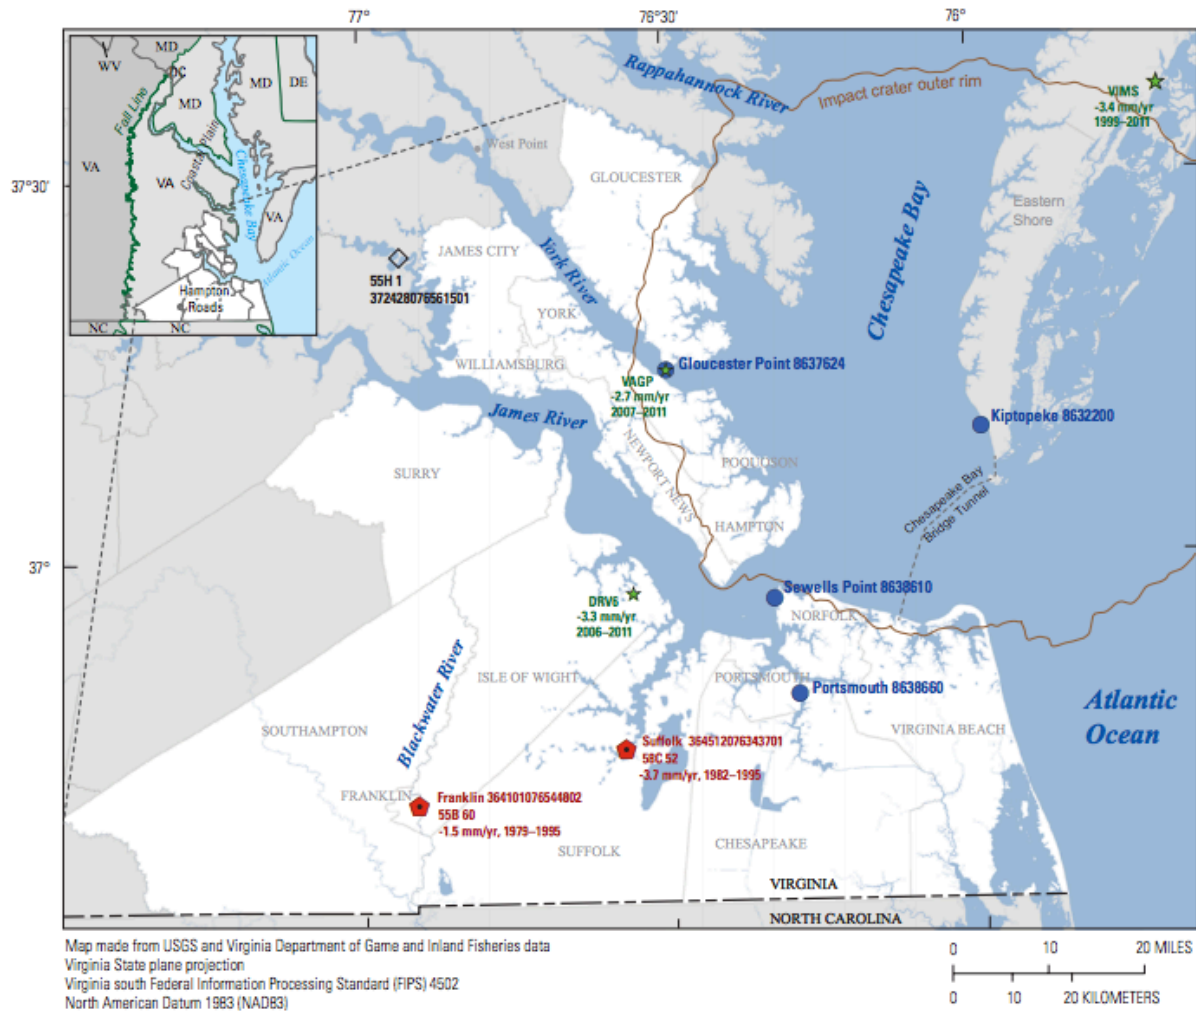 77°
76°30'
76°
37°30'
37°
WV
MD
DC
MD
MD
DE
Fall Line
Coastal Plain
Chesapeake Bay
VA
VA
VA
Atlantic Ocean
Hampton
Roads
NC
NC
Rappahannock River
Impact crater outer rim
VIMS
-3.4 mm/yr
1999–2011
West Point
GLOUCESTER
Eastern
Shore
Chesapeake Bay
JAMES CITY
York River
55H 1
372428076561501
YORK
WILLIAMSBURG
Gloucester Point 8637624
VAGP
-2.7 mm/yr
2007–2011
Kiptopeke 8632200
James River
NEWPORT NEWS
POQUOSON
SURRY
HAMPTON
Chesapeake Bay
Bridge Tunnel
Sewells Point 8638610
NORFOLK
DRV6
-3.3 mm/yr
2006–2011
Blackwater River
ISLE OF WIGHT
PORTSMOUTH
Portsmouth 8638660
Atlantic
Ocean
SOUTHAMPTON
VIRGINIA BEACH
Suffolk 364512076343701
58C 52
-3.7 mm/yr, 1982–1995
FRANKLIN
Franklin 364101076544802
55B 60
-1.5 mm/yr, 1979–1995
SUFFOLK
CHESAPEAKE
VIRGINIA
NORTH CAROLINA
Map made from USGS and Virginia Department of Game and Inland Fisheries data
Virginia State plane projection
Virginia south Federal Information Processing Standard (FIPS) 4502
North American Datum 1983 (NAD83)
0 10 20 MILES
0 10 20 KILOMETERS